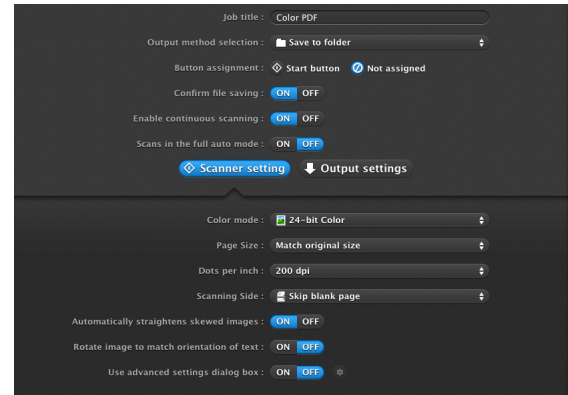 Job title : Color PDF
Output method selection : Save to folder
Button assignment : Start button Not assigned
Confirm file saving : ON OFF
Enable continuous scanning : ON OFF
Scans in the full auto mode : ON OFF
Scanner setting Output settings
Color mode : 24-bit Color
Page Size : Match original size
Dots per inch : 200 dpi
Scanning Side : Skip blank page
Automatically straightens skewed images : ON OFF
Rotate image to match orientation of text : ON OFF
Use advanced settings dialog box : ON OFF